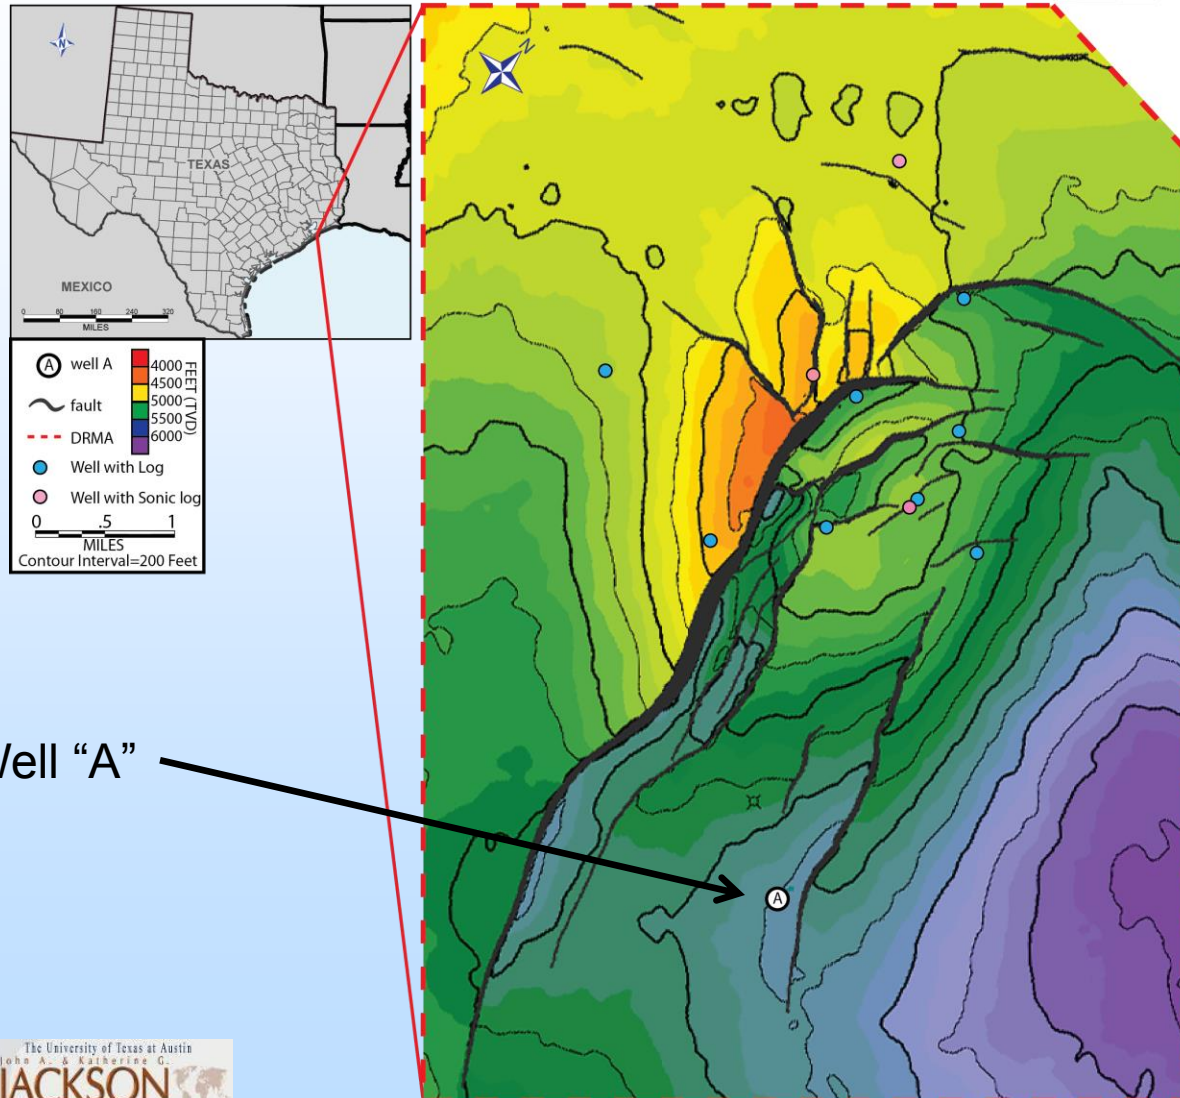 N
TEXAS
MEXICO
0 80 160 240 320
MILES
A well A
fault
DRMA
Well with Log
Well with Sonic log
0 .5 1
MILES
Contour Interval=200 Feet
4000
4500
5000
5500
6000
FEET (TVD)
N
Well “A”
A
The University of Texas at Austin
John A. & Katherine G.
JACKSON